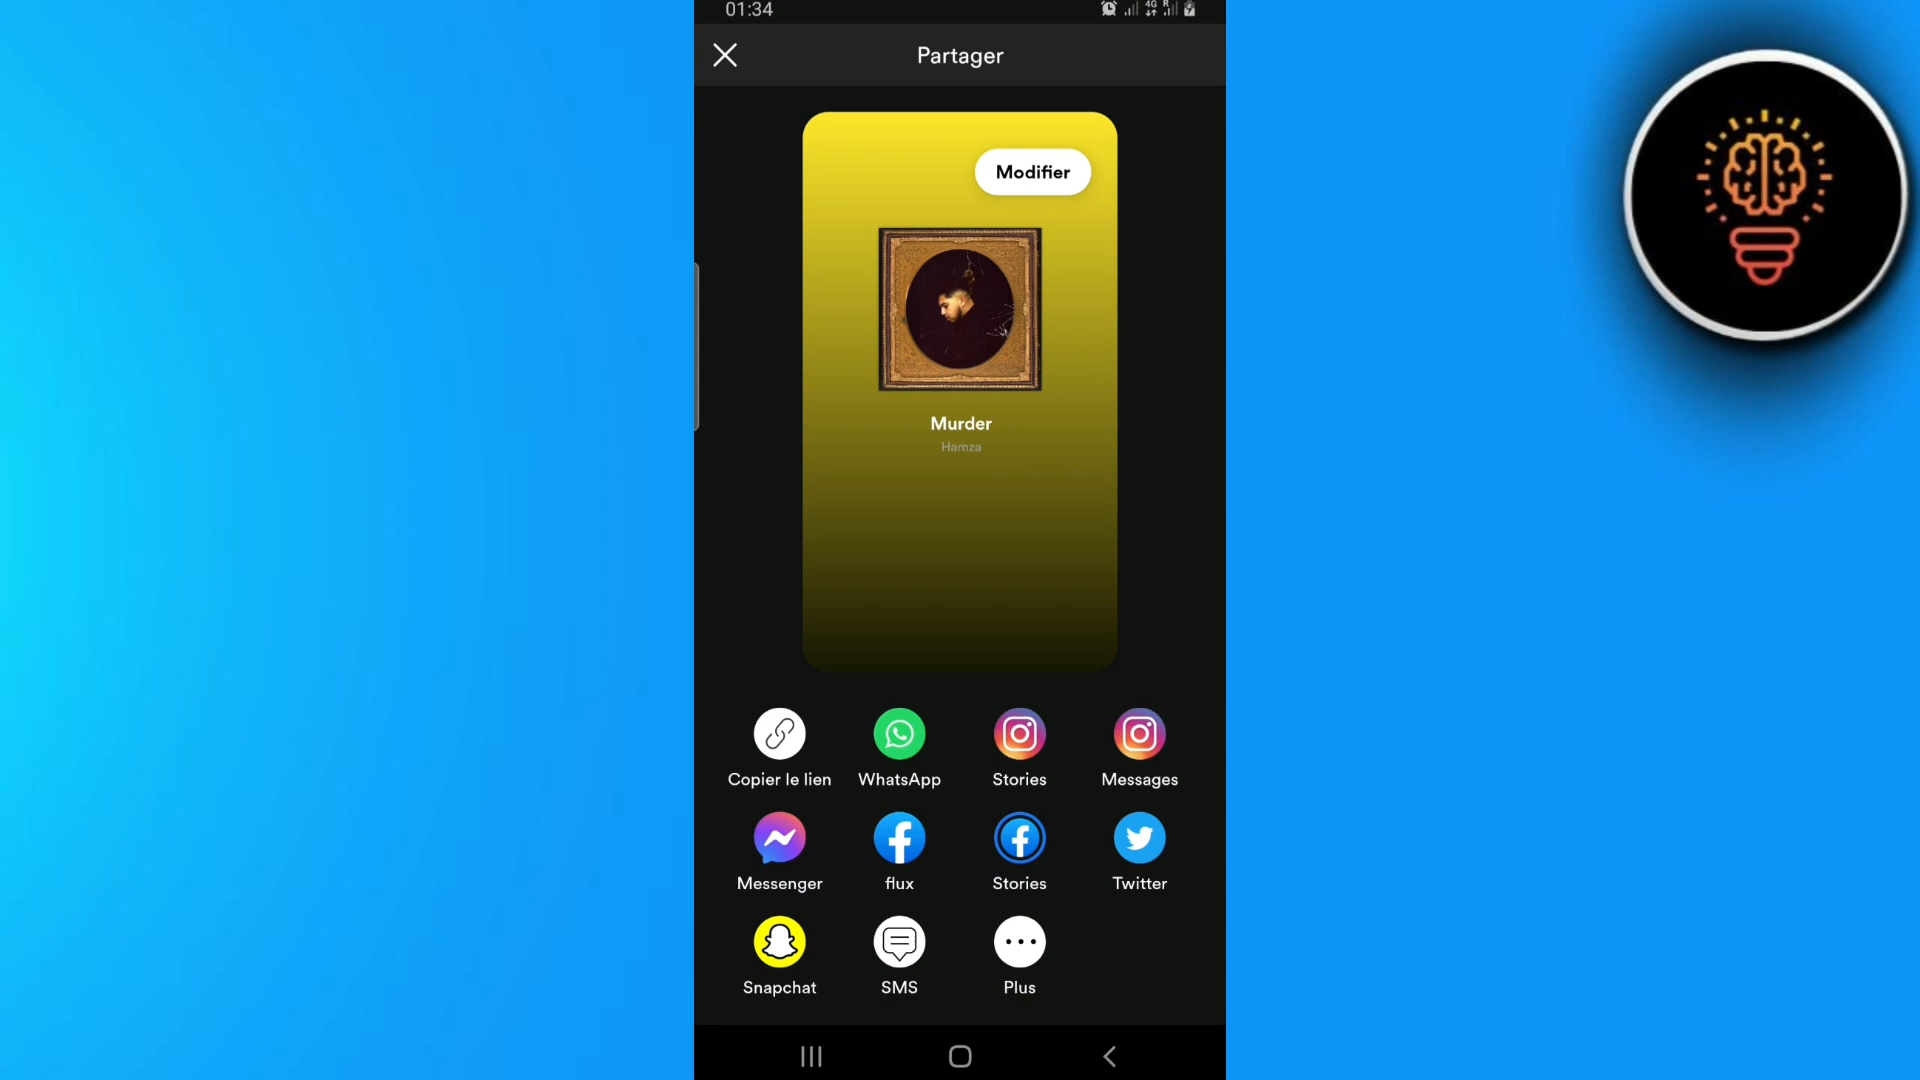 01:34
4G R
Partager
Modifier
Murder
Hamza
Copier le lien WhatsApp Stories Messages
Messenger flux Stories Twitter
Snapchat SMS Plus